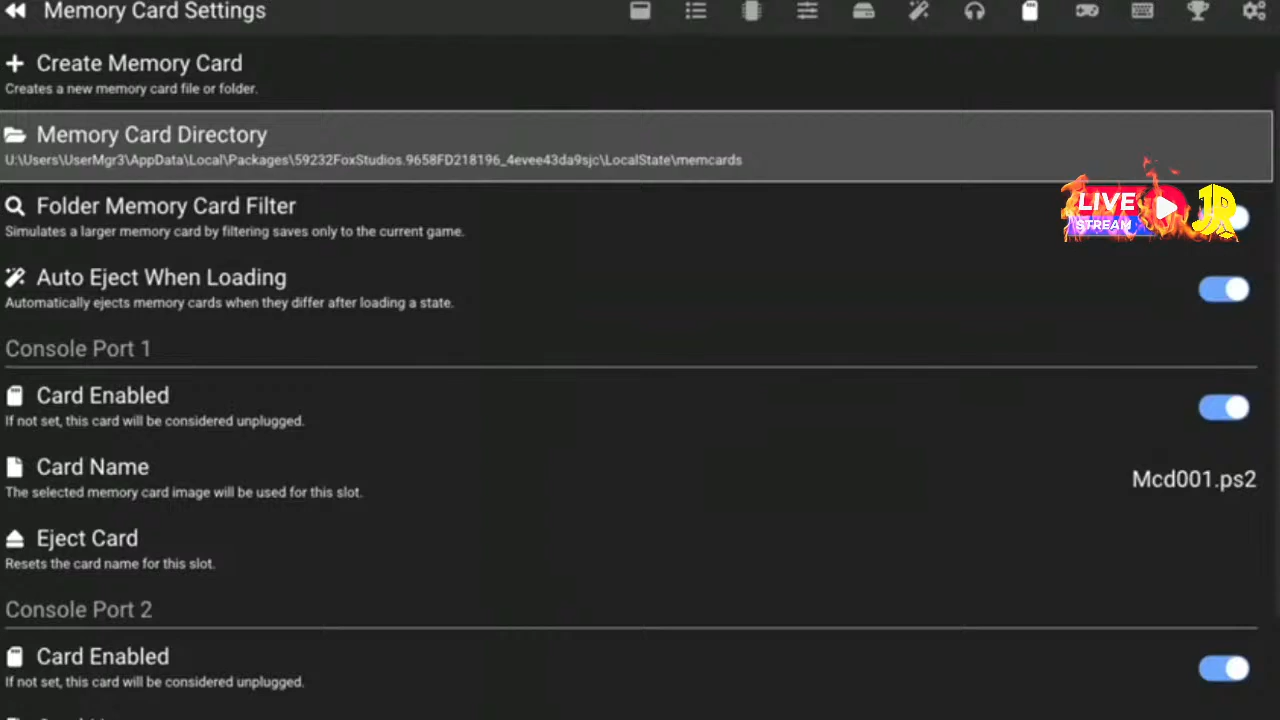 Memory Card Settings
Create Memory Card
Creates a new memory card file or folder.
Memory Card Directory
U:\Users\UserMgr3\AppData\Local\Packages\59232FoxStudios.9658FD218196_4evee43da9sjc\LocalState\memcards
Folder Memory Card Filter
Simulates a larger memory card by filtering saves only to the current game.
LIVE
STREAM
JR
Auto Eject When Loading
Automatically ejects memory cards when they differ after loading a state.
Console Port 1
Card Enabled
If not set, this card will be considered unplugged.
Card Name
The selected memory card image will be used for this slot.
Mcd001.ps2
Eject Card
Resets the card name for this slot.
Console Port 2
Card Enabled
If not set, this card will be considered unplugged.